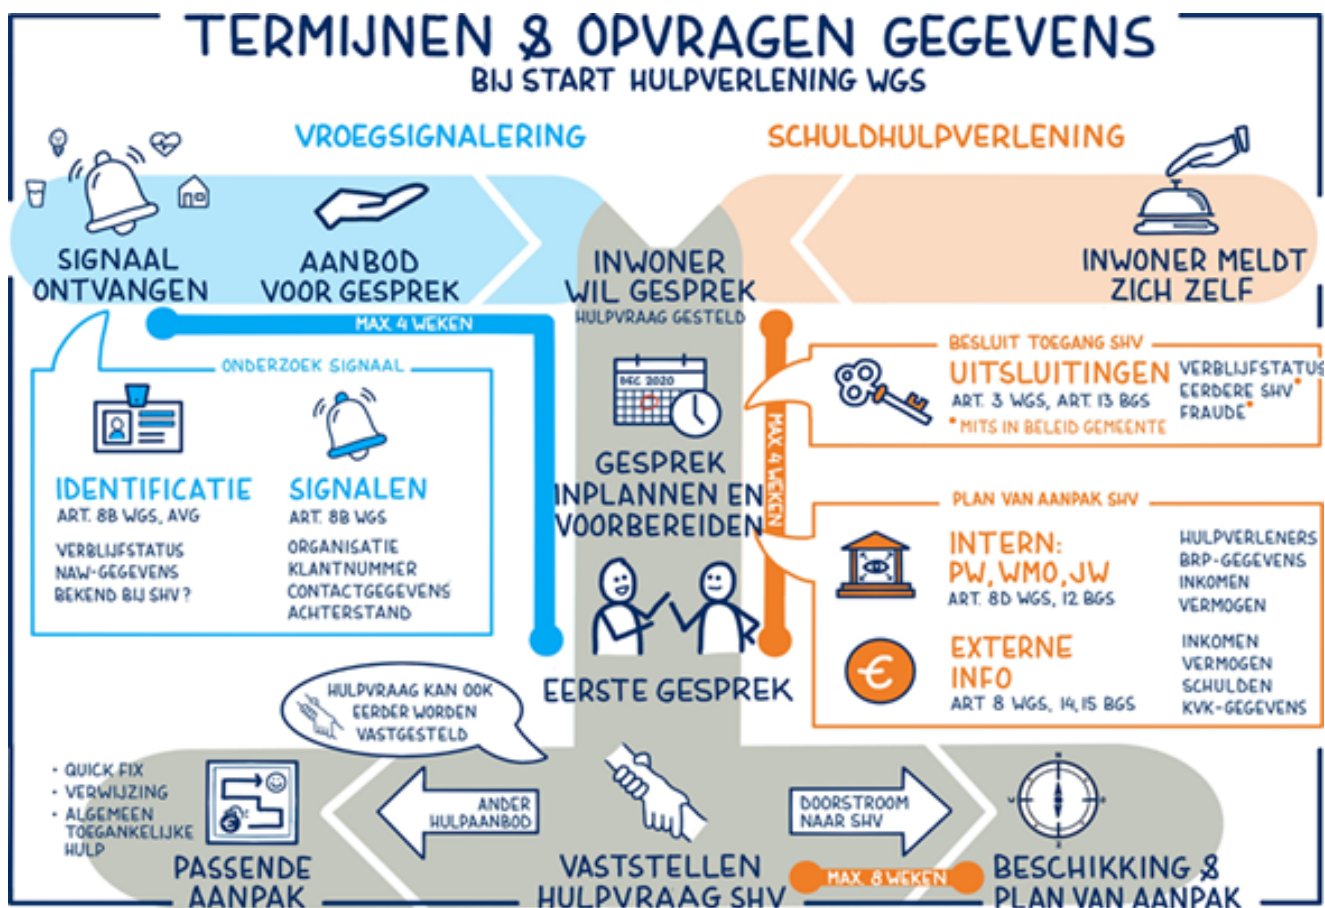 TERMIJNEN & OPVRAGEN GEGEVENS
BIJ START HULPVERLENING WGS
VROEGSIGNALERING
SCHULDHULPVERLENING
SIGNAAL
ONTVANGEN
AANBOD
VOOR GESPREK
INWONER
WIL GESPREK
HULPVRAAG GESTELD
INWONER MELDT
ZICH ZELF
MAX. 4 WEKEN
ONDERZOEK SIGNAAL
IDENTIFICATIE
ART. 8B WGS, AVG
VERBLIJFSTATUS
NAW-GEGEVENS
BEKEND BIJ SHV?
SIGNALEN
ART. 8B WGS
ORGANISATIE
KLANTNUMMER
CONTACTGEGEVENS
ACHTERSTAND
DEC 2020
GESPREK
INPLANNEN EN
VOORBEREIDEN
EERSTE GESPREK
MAX. 4 WEKEN
BESLUIT TOEGANG SHV
UITSLUITINGEN
ART. 3 WGS, ART. 13 BGS
* MITS IN BELEID GEMEENTE
VERBLIJFSTATUS
EERDERE SHV*
FRAUDE*
PLAN VAN AANPAK SHV
INTERN:
PW, WMO, JW
ART. 8D WGS, 12 BGS
HULPVERLENERS
BRP-GEGEVENS
INKOMEN
VERMOGEN
EXTERNE
INFO
ART 8 WGS, 14, 15 BGS
INKOMEN
VERMOGEN
SCHULDEN
KVK-GEGEVENS
HULPVRAAG KAN OOK
EERDER WORDEN
VASTGESTELD
• QUICK FIX
• VERWIJZING
• ALGEMEEN
TOEGANKELIJKE
HULP
PASSENDE
AANPAK
ANDER
HULPAANBOD
VASTSTELLEN
HULPVRAAG SHV
DOORSTROOM
NAAR SHV
MAX. 8 WEKEN
N
BESCHIKKING &
PLAN VAN AANPAK